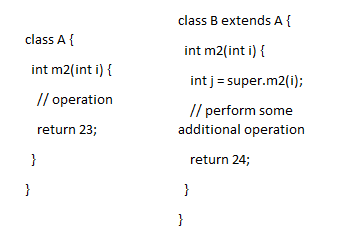 class A {
int m2(int i) {
// operation
return 23;
}
}
class B extends A {
int m2(int i) {
int j = super.m2(i);
// perform some
additional operation
return 24;
}
}